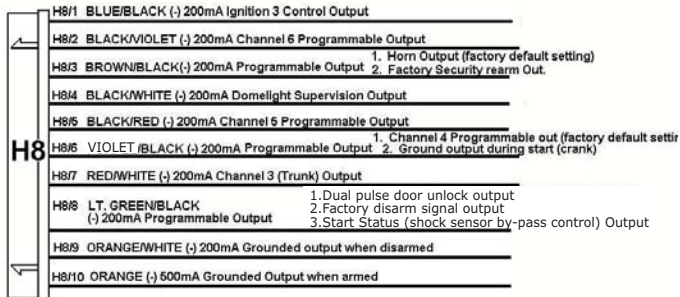 H8/1 BLUE/BLACK (-) 200mA Ignition 3 Control Output
H8/2 BLACK/VIOLET (-) 200mA Channel 6 Programmable Output
H8/3 BROWN/BLACK(-) 200mA Programmable Output
1. Horn Output (factory default setting)
2. Factory Security rearm Out.
H8/4 BLACK/WHITE (-) 200mA Domelight Supervision Output
H8/5 BLACK/RED (-) 200mA Channel 5 Programmable Output
H8
H8/6 VIOLET /BLACK (-) 200mA Programmable Output
1. Channel 4 Programmable out (factory default settin
2. Ground output during start (crank)
H8/7 RED/WHITE (-) 200mA Channel 3 (Trunk) Output
H8/8 LT. GREEN/BLACK
(-) 200mA Programmable Output
1.Dual pulse door unlock output
2.Factory disarm signal output
3.Start Status (shock sensor by-pass control) Output
H8/9 ORANGE/WHITE (-) 200mA Grounded output when disarmed
H8/10 ORANGE (-) 500mA Grounded Output when armed